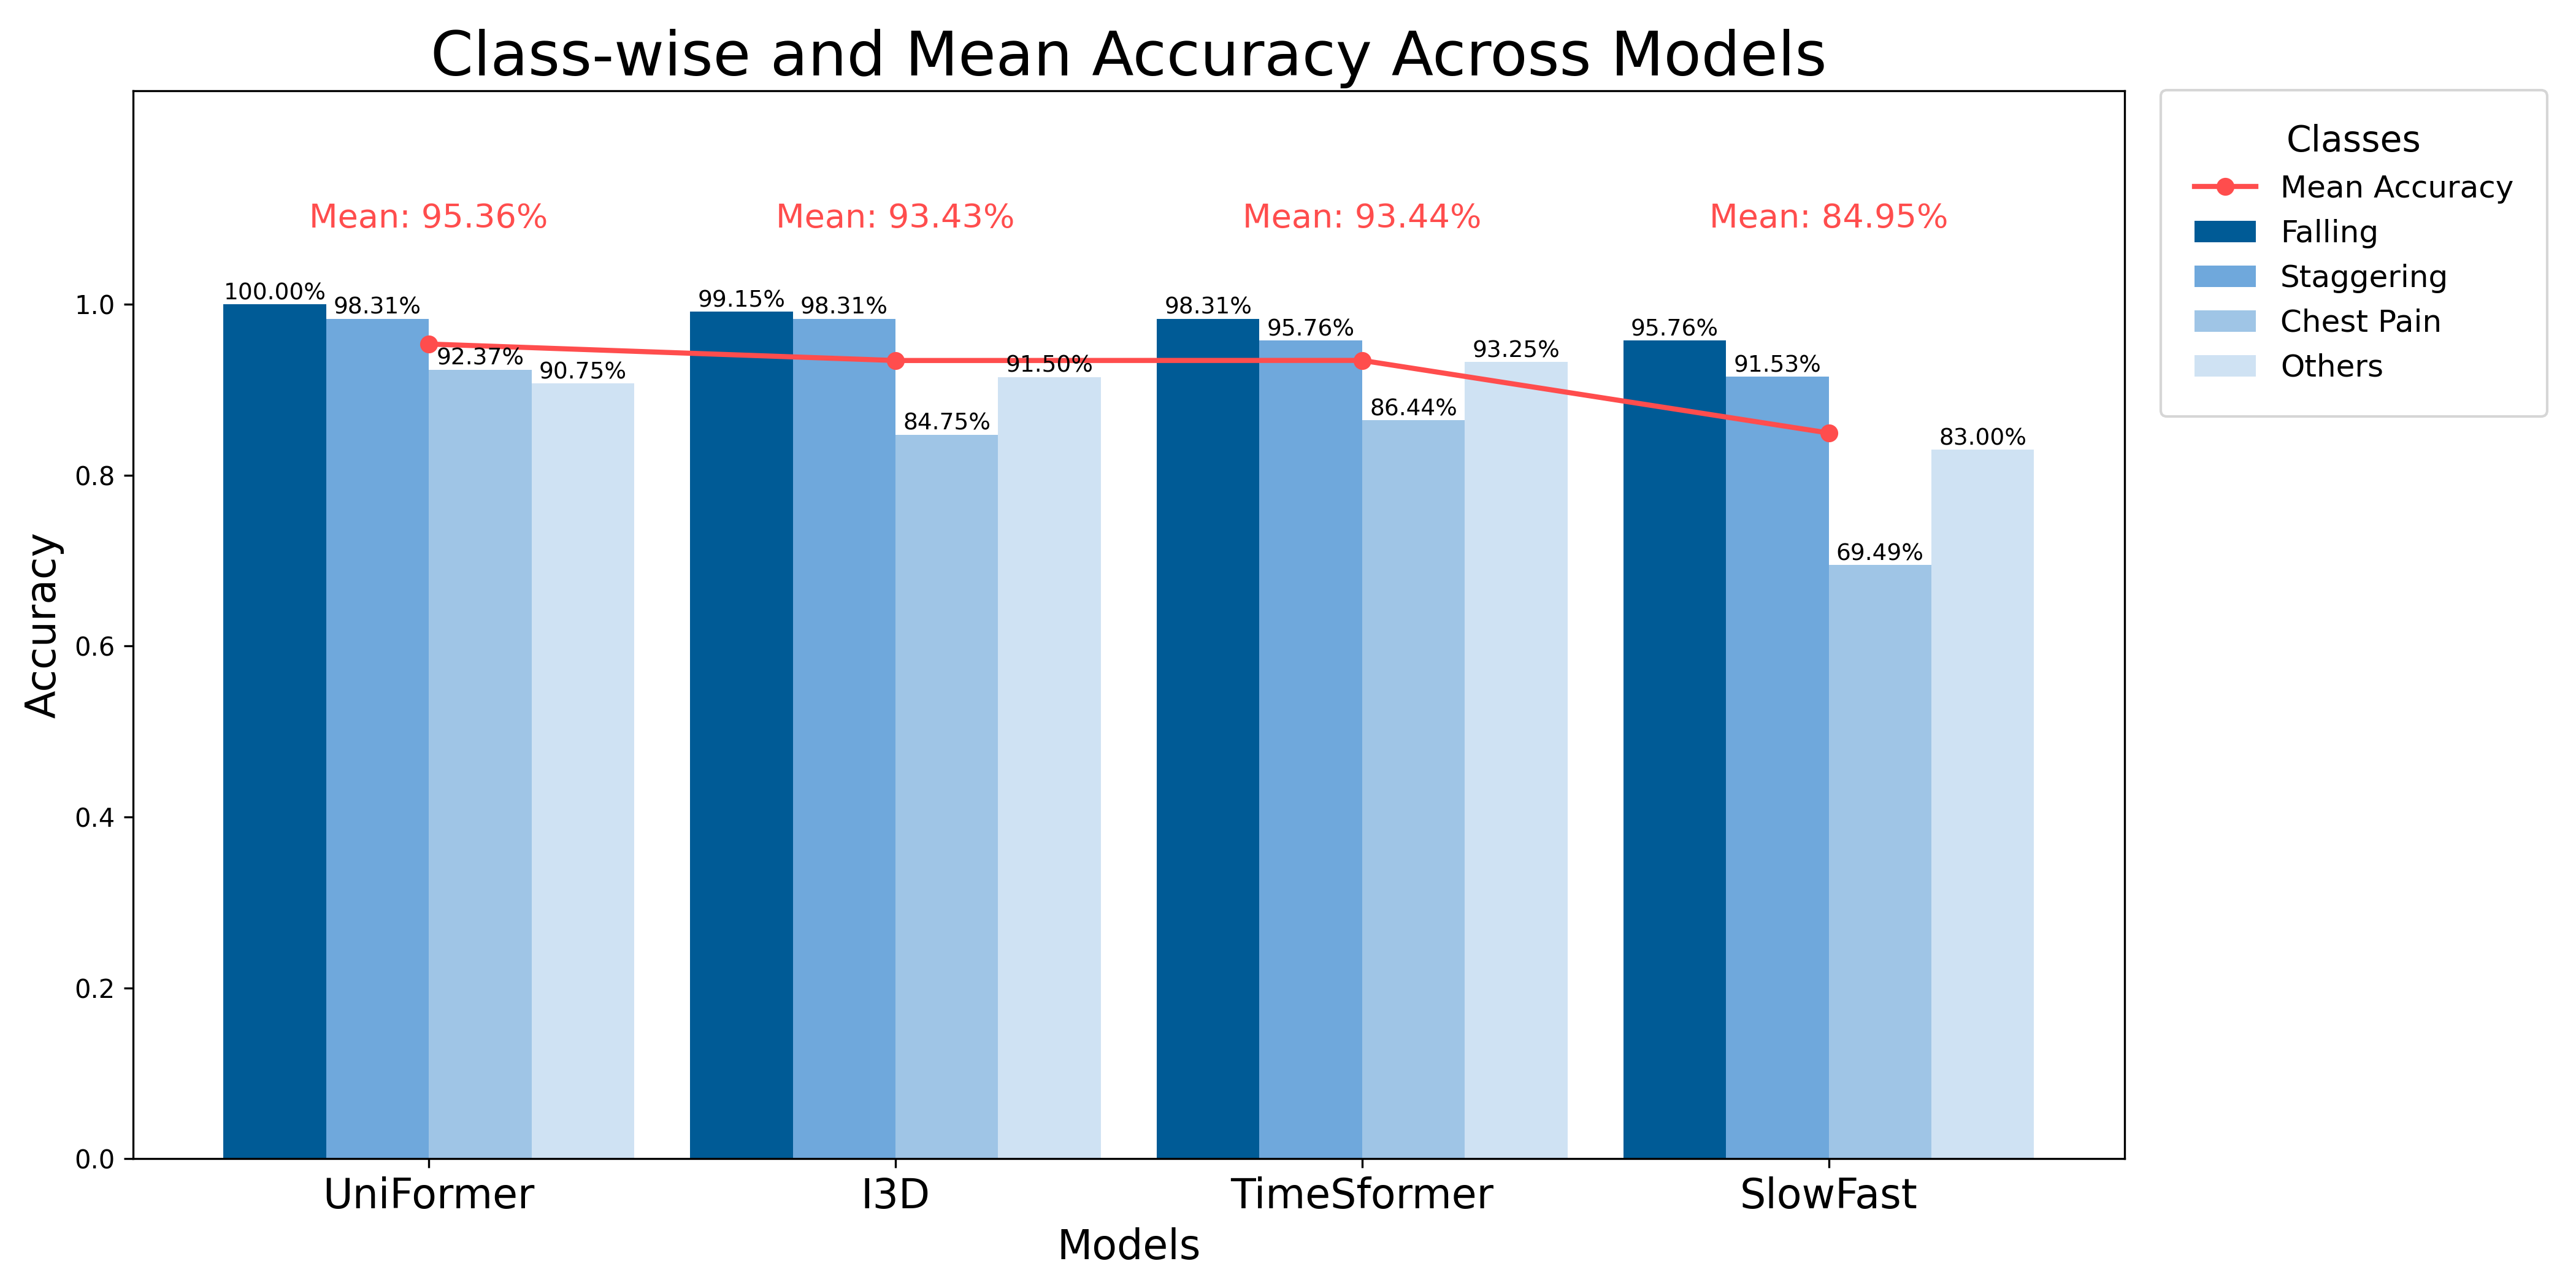 Class-wise and Mean Accuracy Across Models
Classes
Mean Accuracy
Falling
Staggering
Chest Pain
Others
Mean: 95.36%
Mean: 93.43%
Mean: 93.44%
Mean: 84.95%
100.00%
98.31%
92.37%
90.75%
99.15%
98.31%
84.75%
91.50%
98.31%
95.76%
86.44%
93.25%
95.76%
91.53%
69.49%
83.00%
Accuracy
1.0
0.8
0.6
0.4
0.2
0.0
UniFormer
I3D
TimeSformer
SlowFast
Models